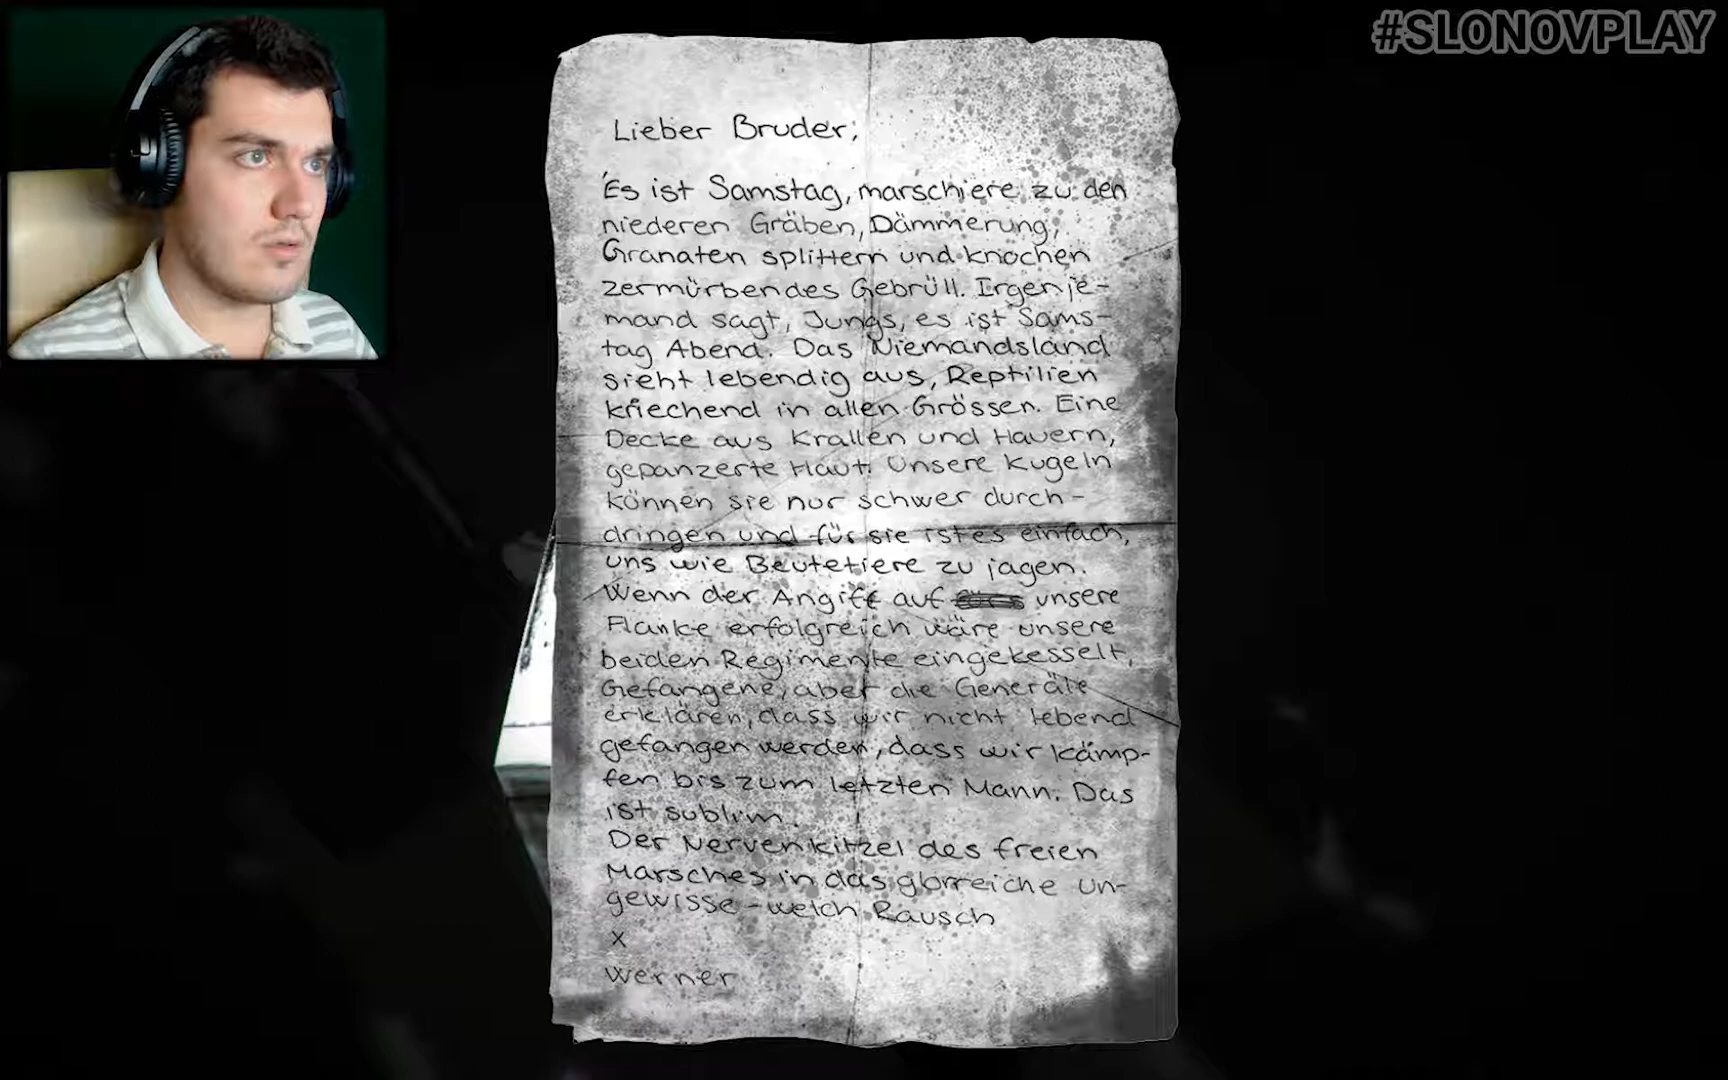 #SLONOVPLAY
Lieber Bruder;
Es ist Samstag, marschiere zu den
niederen Gräben, Dämmerung,
Granaten splittern und knochen
zermürbendes Gebrüll. Irgenje-
mand sagt, Jungs, es ist Sams-
tag Abend. Das Niemandsland
sieht lebendig aus, Reptilien
kriechend in allen Grössen. Eine
Decke aus Krallen und Hauern,
gepanzerte Haut. Unsere Kugeln
können sie nur schwer durch-
dringen und für sie ist es einfach,
uns wie Beutetiere zu jagen.
Wenn der Angiff auf unsere
Flanke erfolgreich wäre unsere
beiden Regimente eingekesselt,
Gefangene, aber die Generäle
erklären, dass wir nicht lebend
gefangen werden, dass wir kämp-
fen bis zum letzten Mann. Das
ist sublim.
Der Nervenkitzel des freien
Marsches in das glorreiche un-
gewisse - welch Rausch
x
Werner